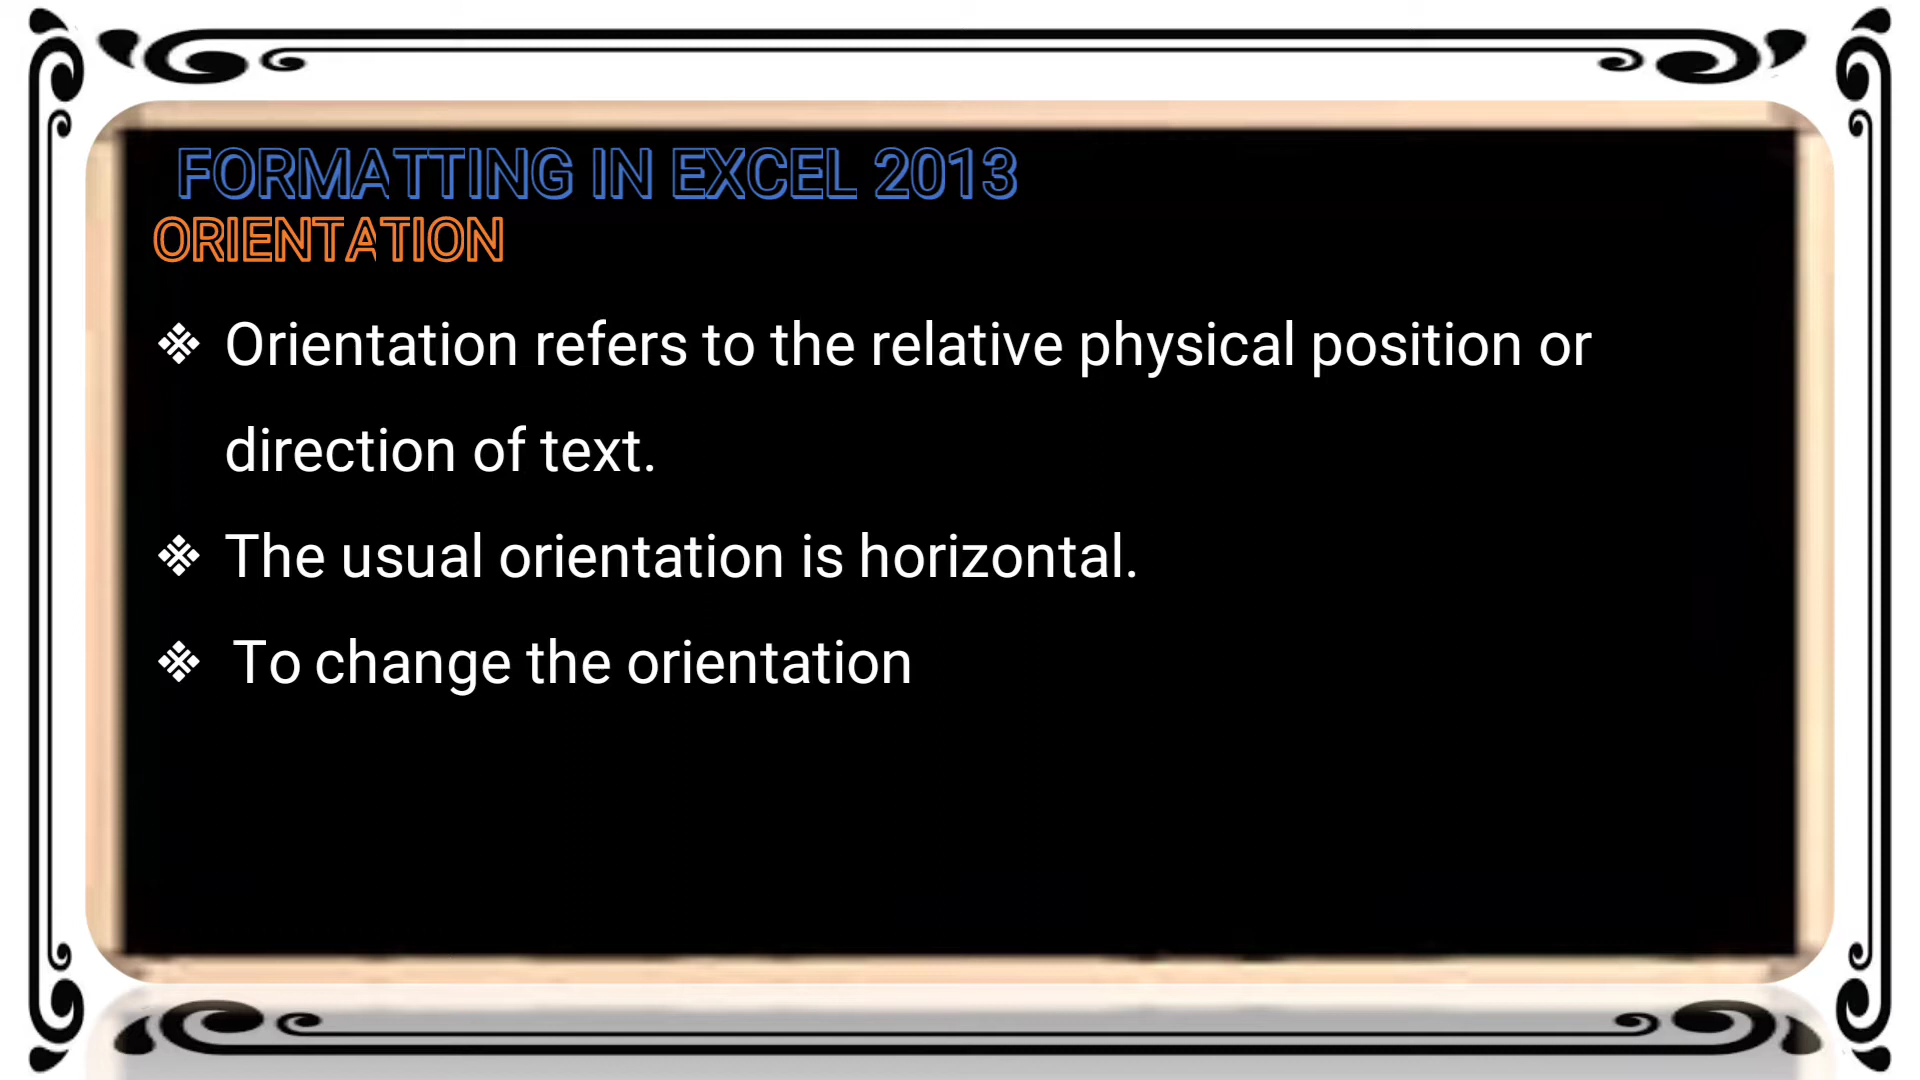 FORMATTING IN EXCEL 2013
ORIENTATION
❖ Orientation refers to the relative physical position or
direction of text.
❖ The usual orientation is horizontal.
❖ To change the orientation